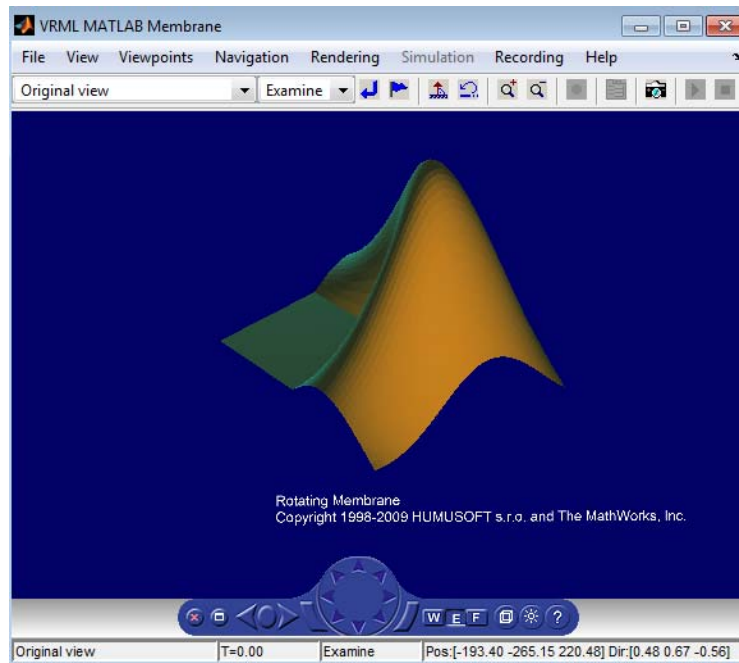 VRML MATLAB Membrane
File View Viewpoints Navigation Rendering Simulation Recording Help
Original view Examine
Rotating Membrane
Copyright 1998-2009 HUMUSOFT s.r.o. and The MathWorks, Inc.
W E F ?
Original view T=0.00 Examine Pos:[-193.40 -265.15 220.48] Dir:[0.48 0.67 -0.56]